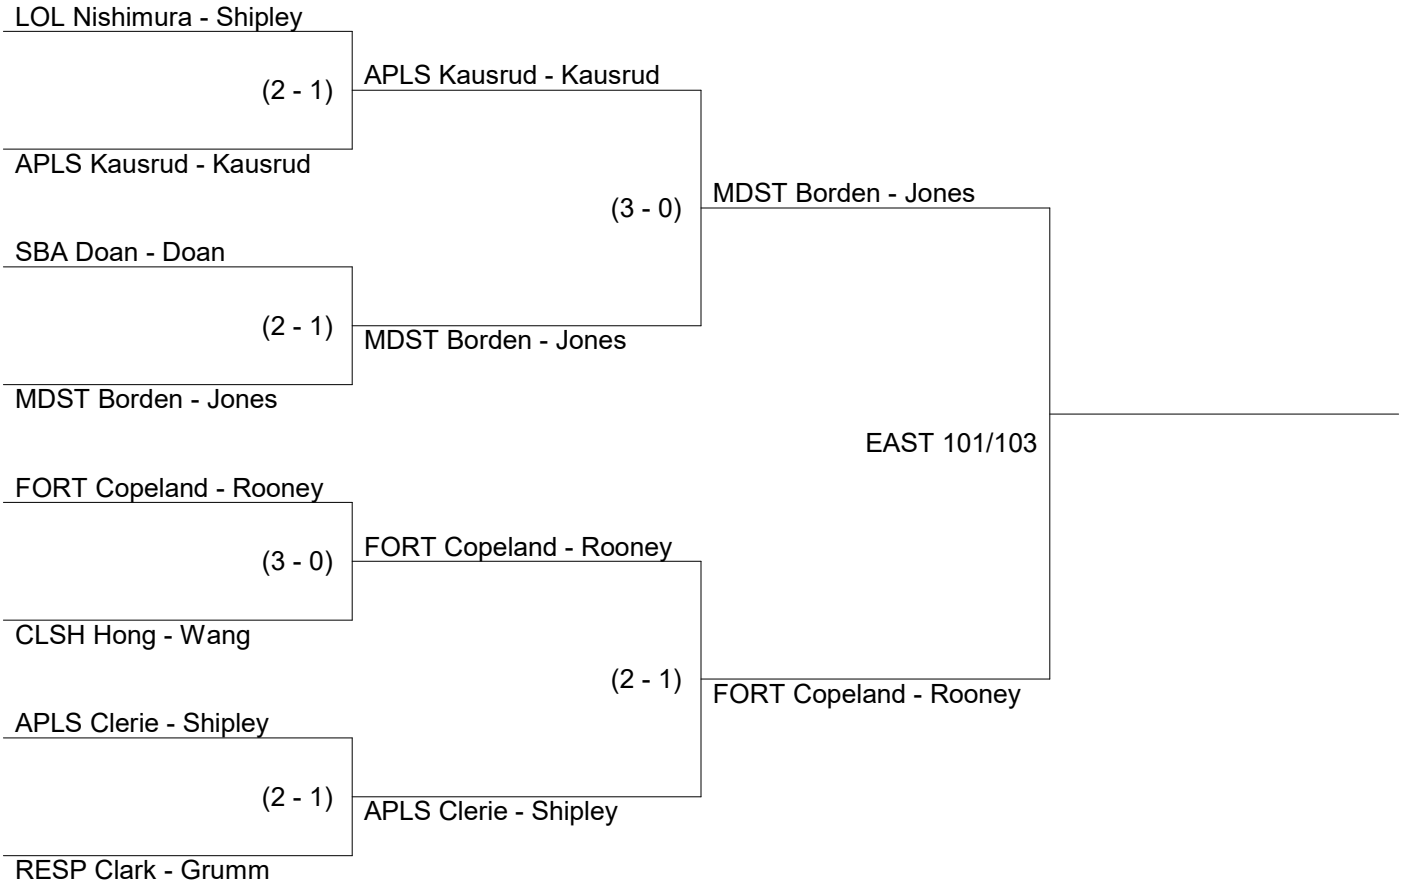 LOL Nishimura - Shipley
(2 - 1)
APLS Kausrud - Kausrud
APLS Kausrud - Kausrud
(3 - 0)
MDST Borden - Jones
SBA Doan - Doan
(2 - 1)
MDST Borden - Jones
MDST Borden - Jones
EAST 101/103
FORT Copeland - Rooney
(3 - 0)
FORT Copeland - Rooney
CLSH Hong - Wang
(2 - 1)
FORT Copeland - Rooney
APLS Clerie - Shipley
(2 - 1)
APLS Clerie - Shipley
RESP Clark - Grumm